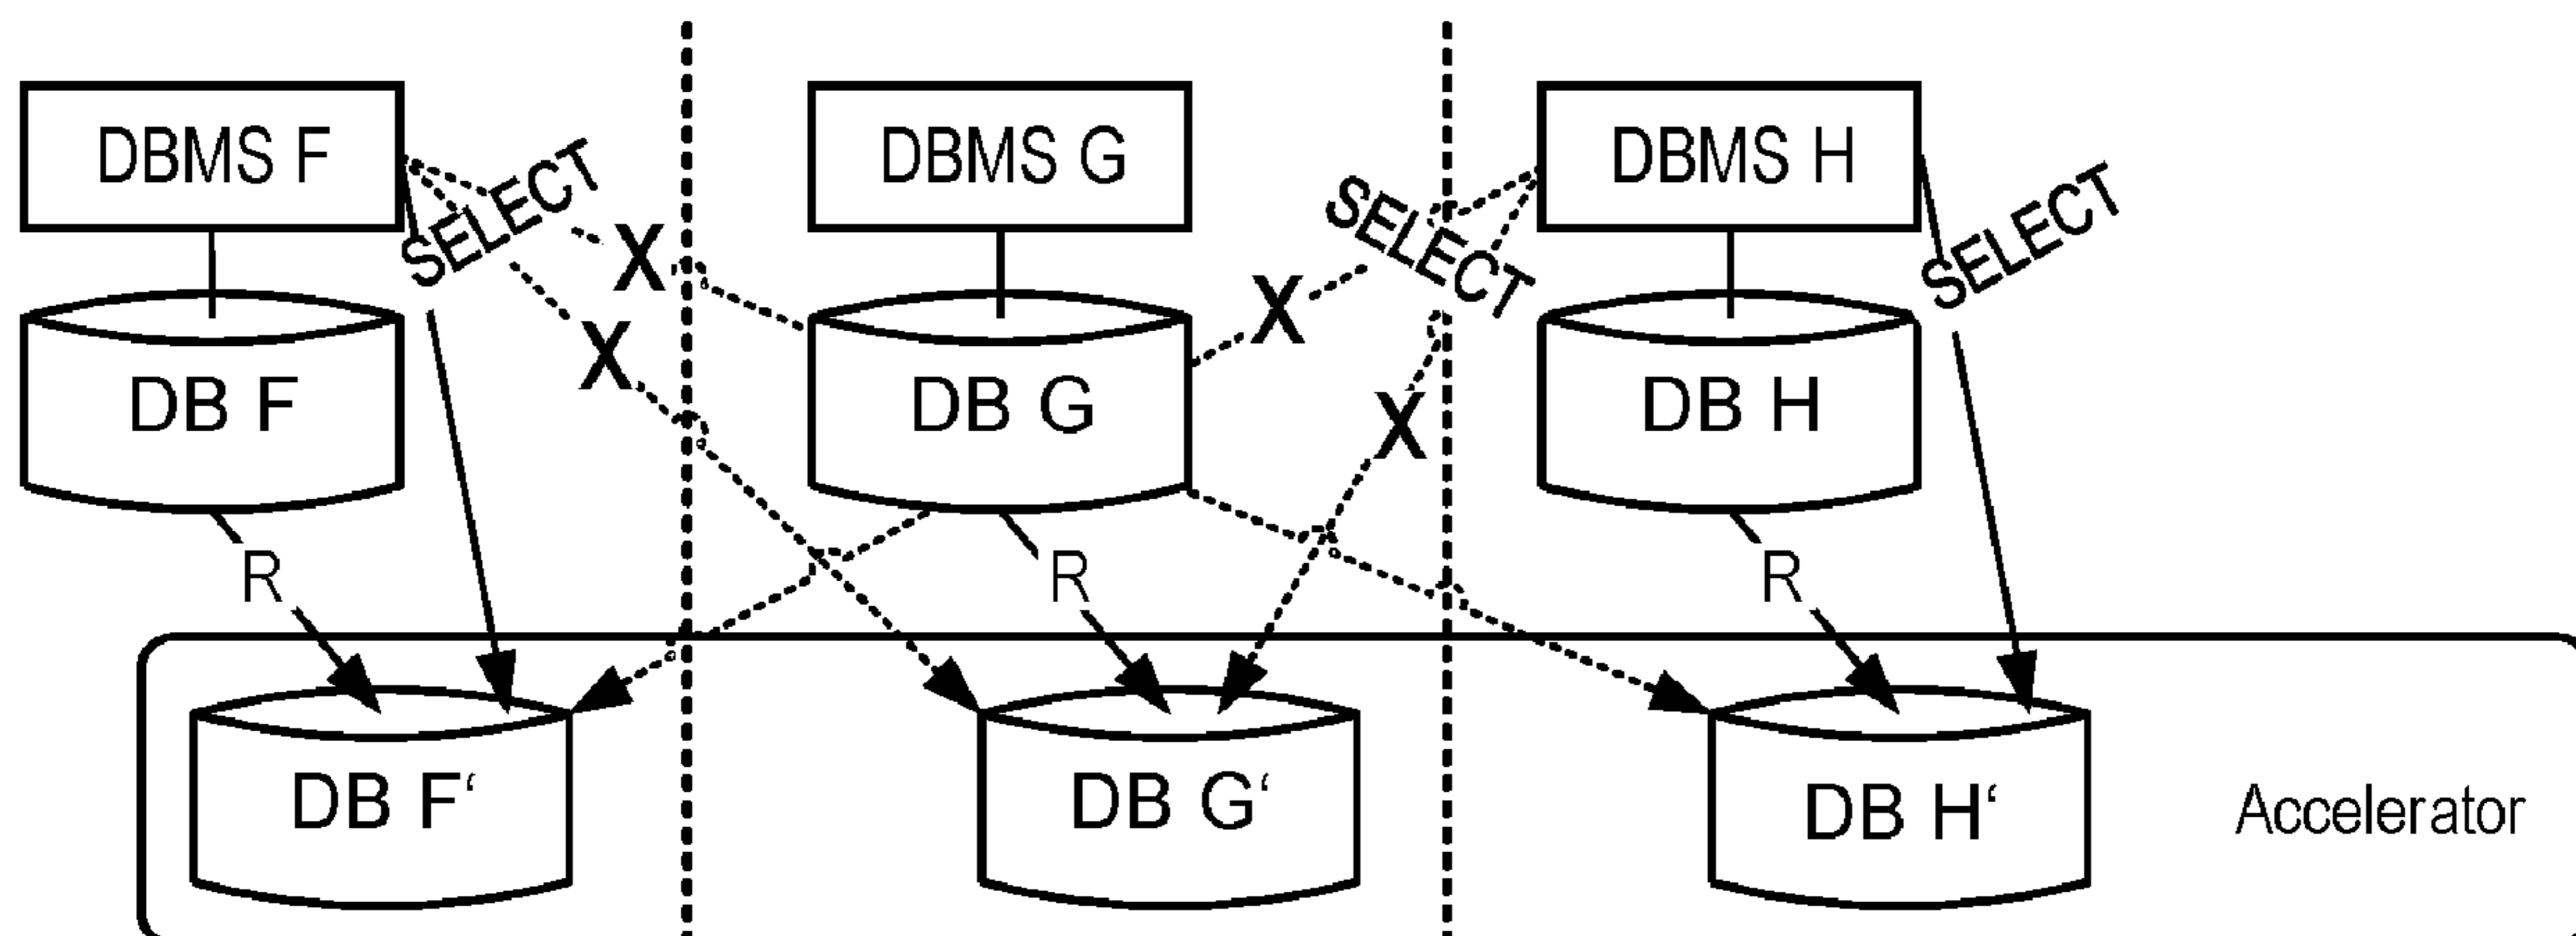 DBMS F
DBMS G
DBMS H
SELECT
SELECT
SELECT
X
X
X
X
DB F
DB G
DB H
R
R
R
DB F‘
DB G‘
DB H‘
Accelerator